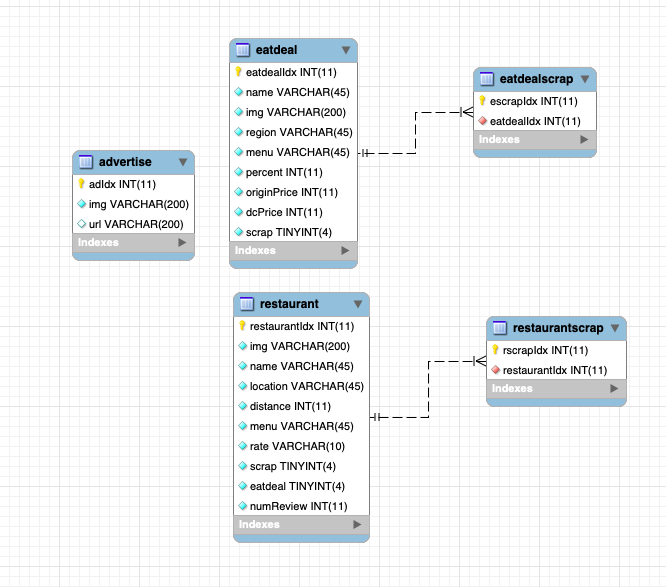 eatdeal
eatdealIdx INT(11)
name VARCHAR(45)
img VARCHAR(200)
region VARCHAR(45)
menu VARCHAR(45)
percent INT(11)
originPrice INT(11)
dcPrice INT(11)
scrap TINYINT(4)
Indexes
eatdealscrap
escrapIdx INT(11)
eatdealIdx INT(11)
Indexes
advertise
adIdx INT(11)
img VARCHAR(200)
url VARCHAR(200)
Indexes
restaurant
restaurantIdx INT(11)
img VARCHAR(200)
name VARCHAR(45)
location VARCHAR(45)
distance INT(11)
menu VARCHAR(45)
rate VARCHAR(10)
scrap TINYINT(4)
eatdeal TINYINT(4)
numReview INT(11)
Indexes
restaurantscrap
rscrapIdx INT(11)
restaurantIdx INT(11)
Indexes